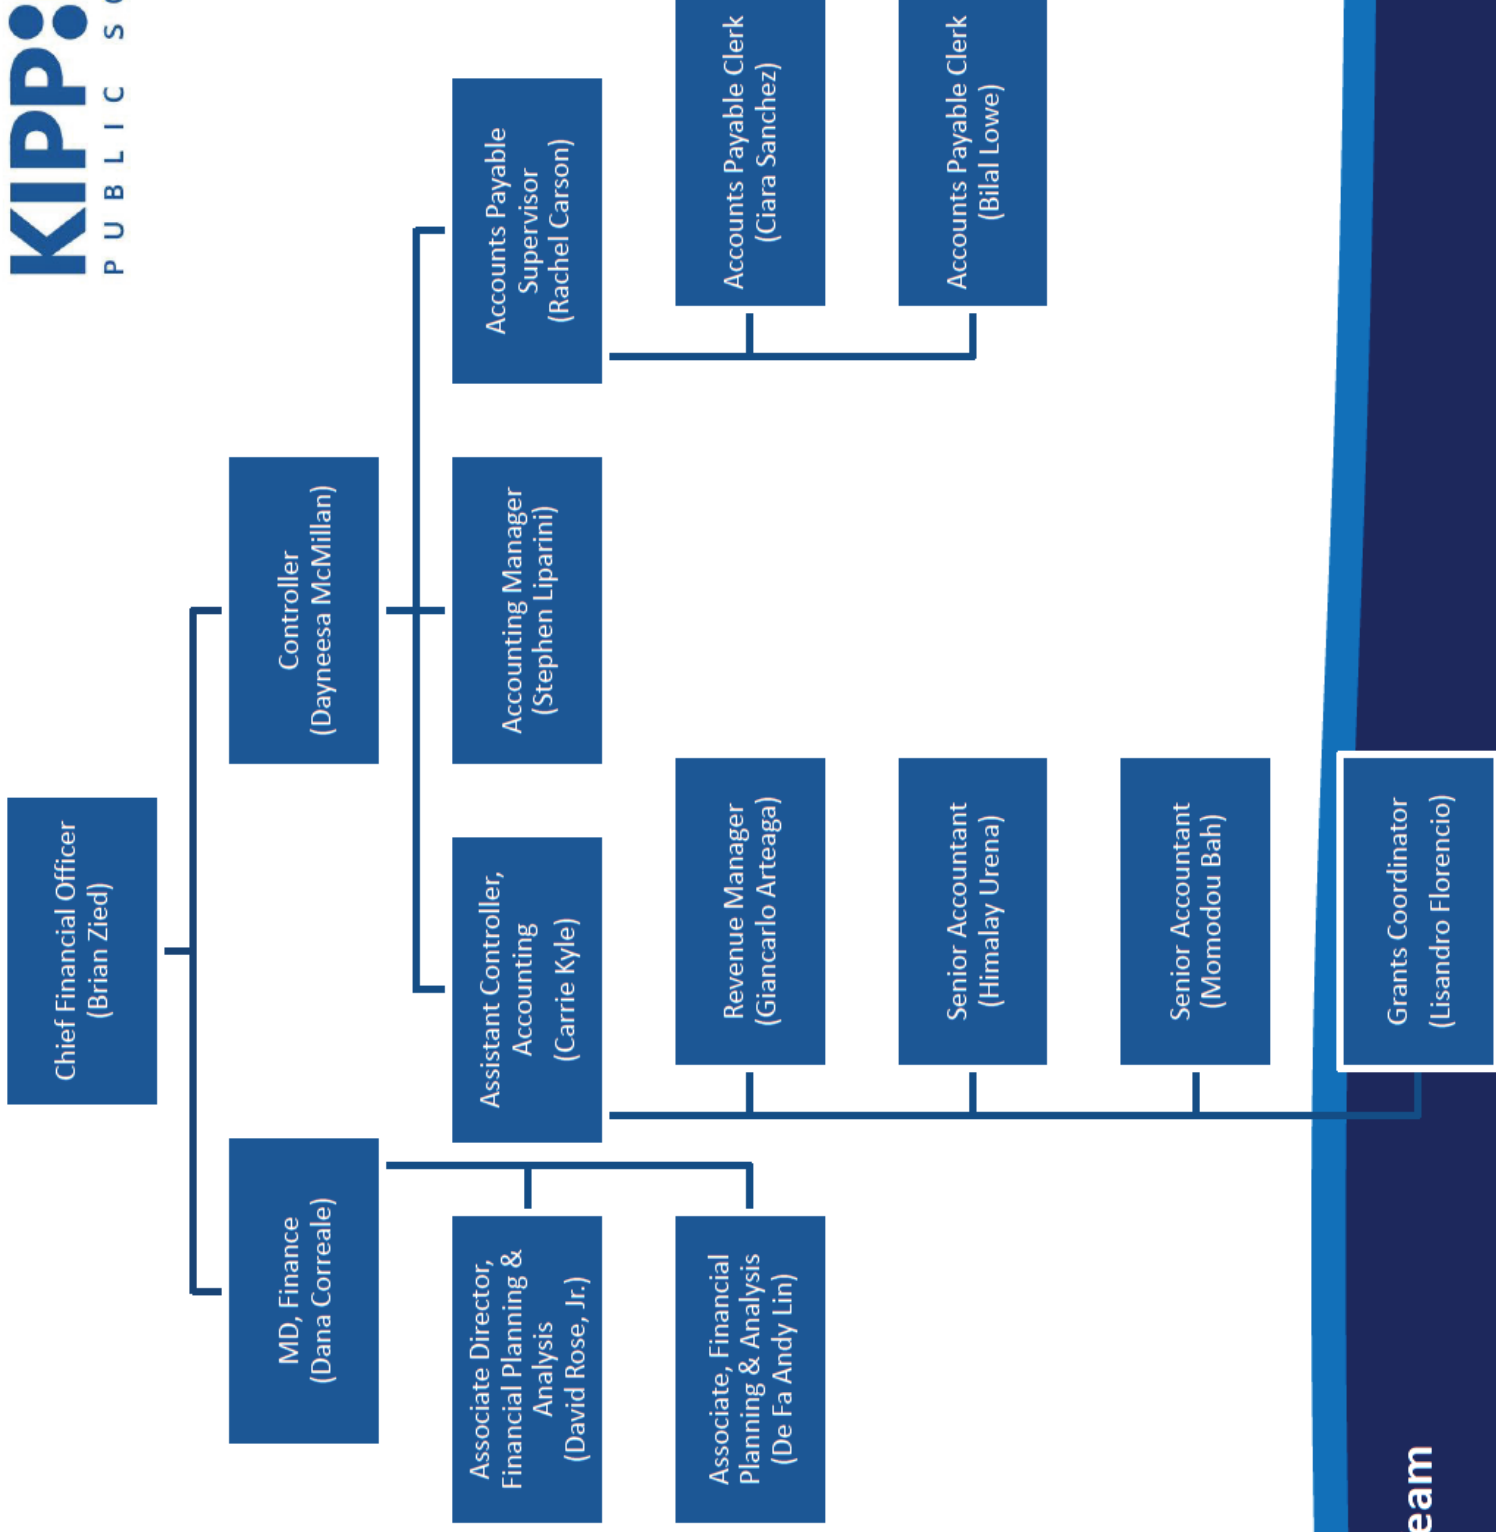 KIPP:
PUBLIC S
Chief Financial Officer
(Brian Zied)
MD, Finance
(Dana Correale)
Controller
(Dayneesa McMillan)
Associate Director,
Financial Planning &
Analysis
(David Rose, Jr.)
Assistant Controller,
Accounting
(Carrie Kyle)
Accounting Manager
(Stephen Liparini)
Accounts Payable
Supervisor
(Rachel Carson)
Associate, Financial
Planning & Analysis
(De Fa Andy Lin)
Revenue Manager
(Giancarlo Arteaga)
Accounts Payable Clerk
(Ciara Sanchez)
Senior Accountant
(Himalay Urena)
Accounts Payable Clerk
(Bilal Lowe)
Senior Accountant
(Momodou Bah)
Grants Coordinator
(Lisandro Florencio)
eam